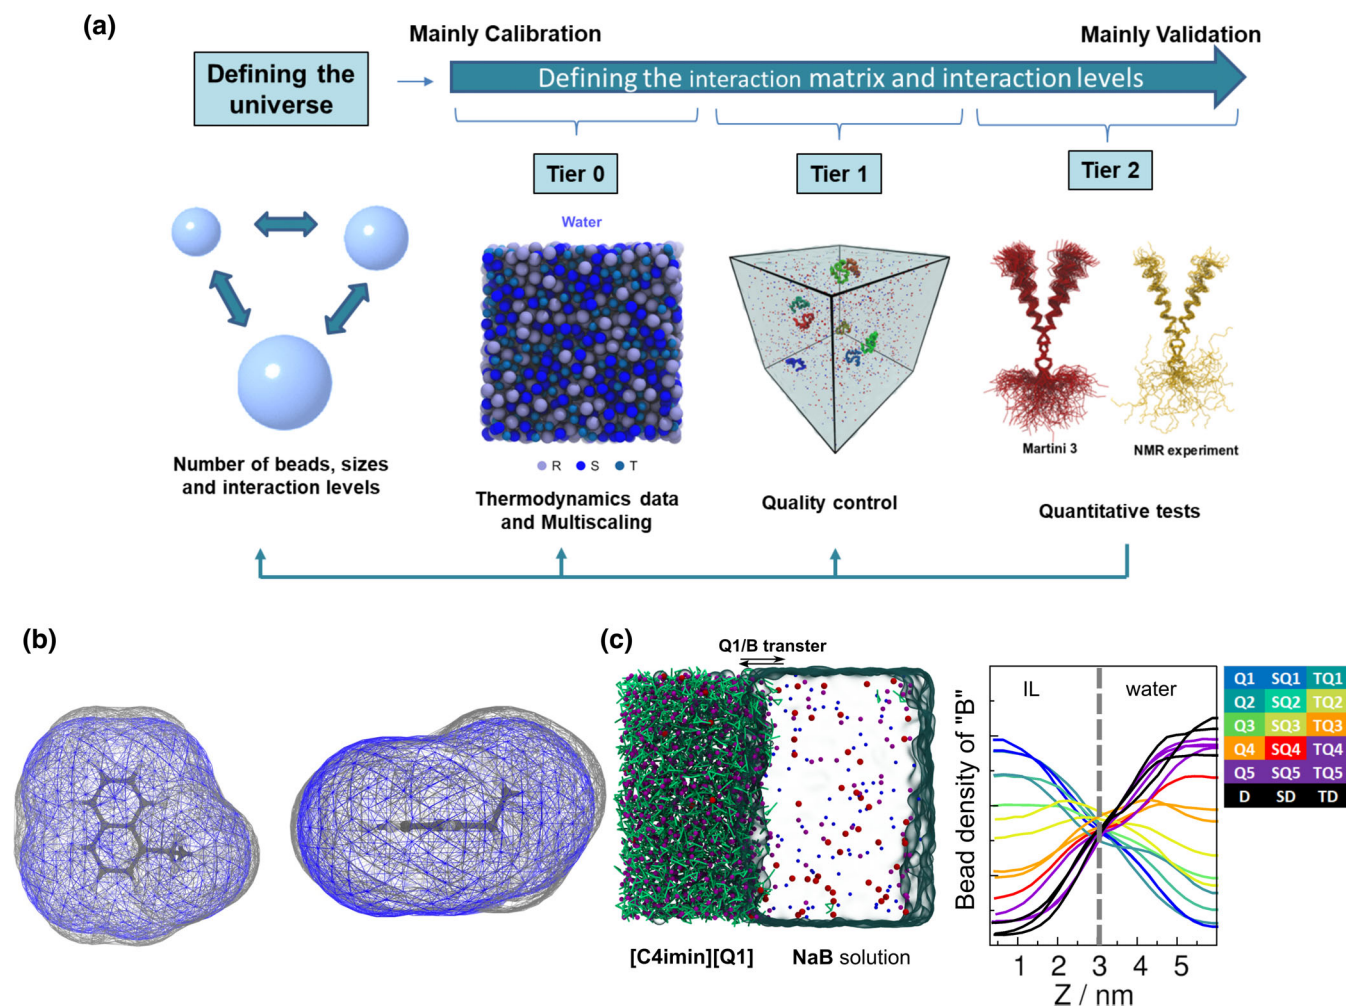 (a)
Defining the
universe
Mainly Calibration
Mainly Validation
Defining the interaction matrix and interaction levels
Tier 0
Tier 1
Tier 2
Water
R S T
Martini 3
NMR experiment
Number of beads, sizes
and interaction levels
Thermodynamics data
and Multiscaling
Quality control
Quantitative tests
(b)
(c)
Q1/B transfer
[C4imin][Q1]
NaB solution
Bead density of "B"
IL
water
1 2 3 4 5
Z / nm
Q1 SQ1 TQ1
Q2 SQ2 TQ2
Q3 SQ3 TQ3
Q4 SQ4 TQ4
Q5 SQ5 TQ5
D SD TD